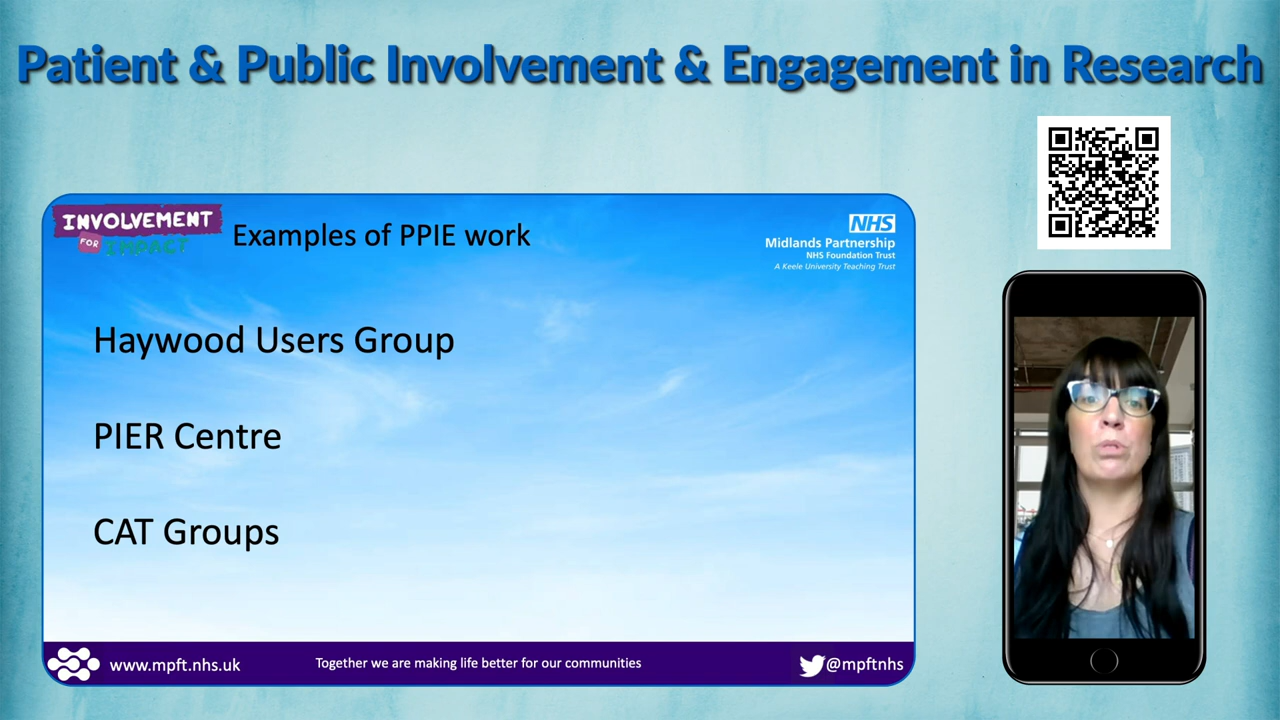 Patient & Public Involvement & Engagement in Research
INVOLVEMENT
FOR IMPACT
Examples of PPIE work
NHS
Midlands Partnership
NHS Foundation Trust
A Keele University Teaching Trust
Haywood Users Group
PIER Centre
CAT Groups
www.mpft.nhs.uk
Together we are making life better for our communities
@mpftnhs